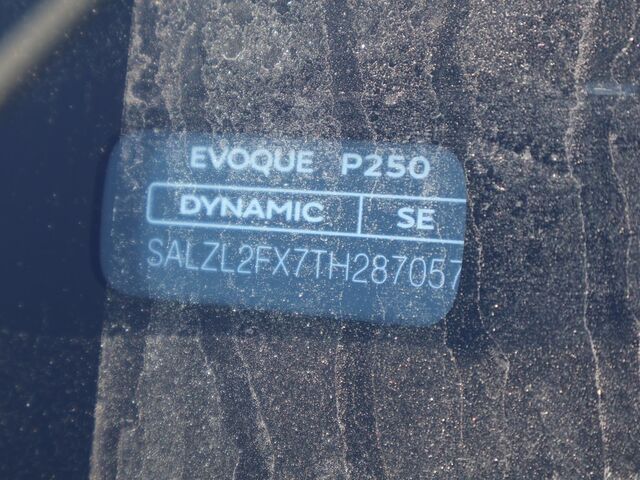 EVOQUE P250
DYNAMIC SE
SALZL2FX7TH287057